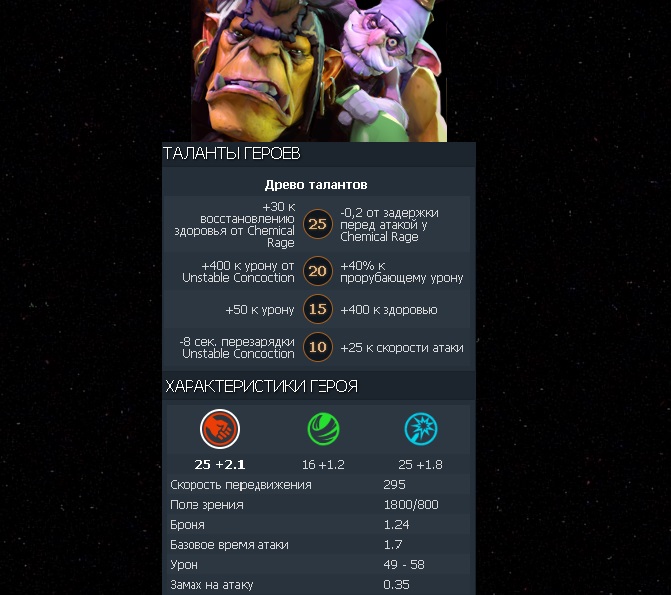 ТАЛАНТЫ ГЕРОЕВ
Древо талантов
+30 к
восстановлению
здоровья от Chemical
Rage
25
-0,2 от задержки
перед атакой у
Chemical Rage
+400 к урону от
Unstable Concoction
20
+40% к
прорубающему урону
+50 к урону
15
+400 к здоровью
-8 сек. перезарядки
Unstable Concoction
10
+25 к скорости атаки
ХАРАКТЕРИСТИКИ ГЕРОЯ
25 +2.1 16 +1.2 25 +1.8
Скорость передвижения 295
Поле зрения 1800/800
Броня 1.24
Базовое время атаки 1.7
Урон 49 - 58
Замах на атаку 0.35